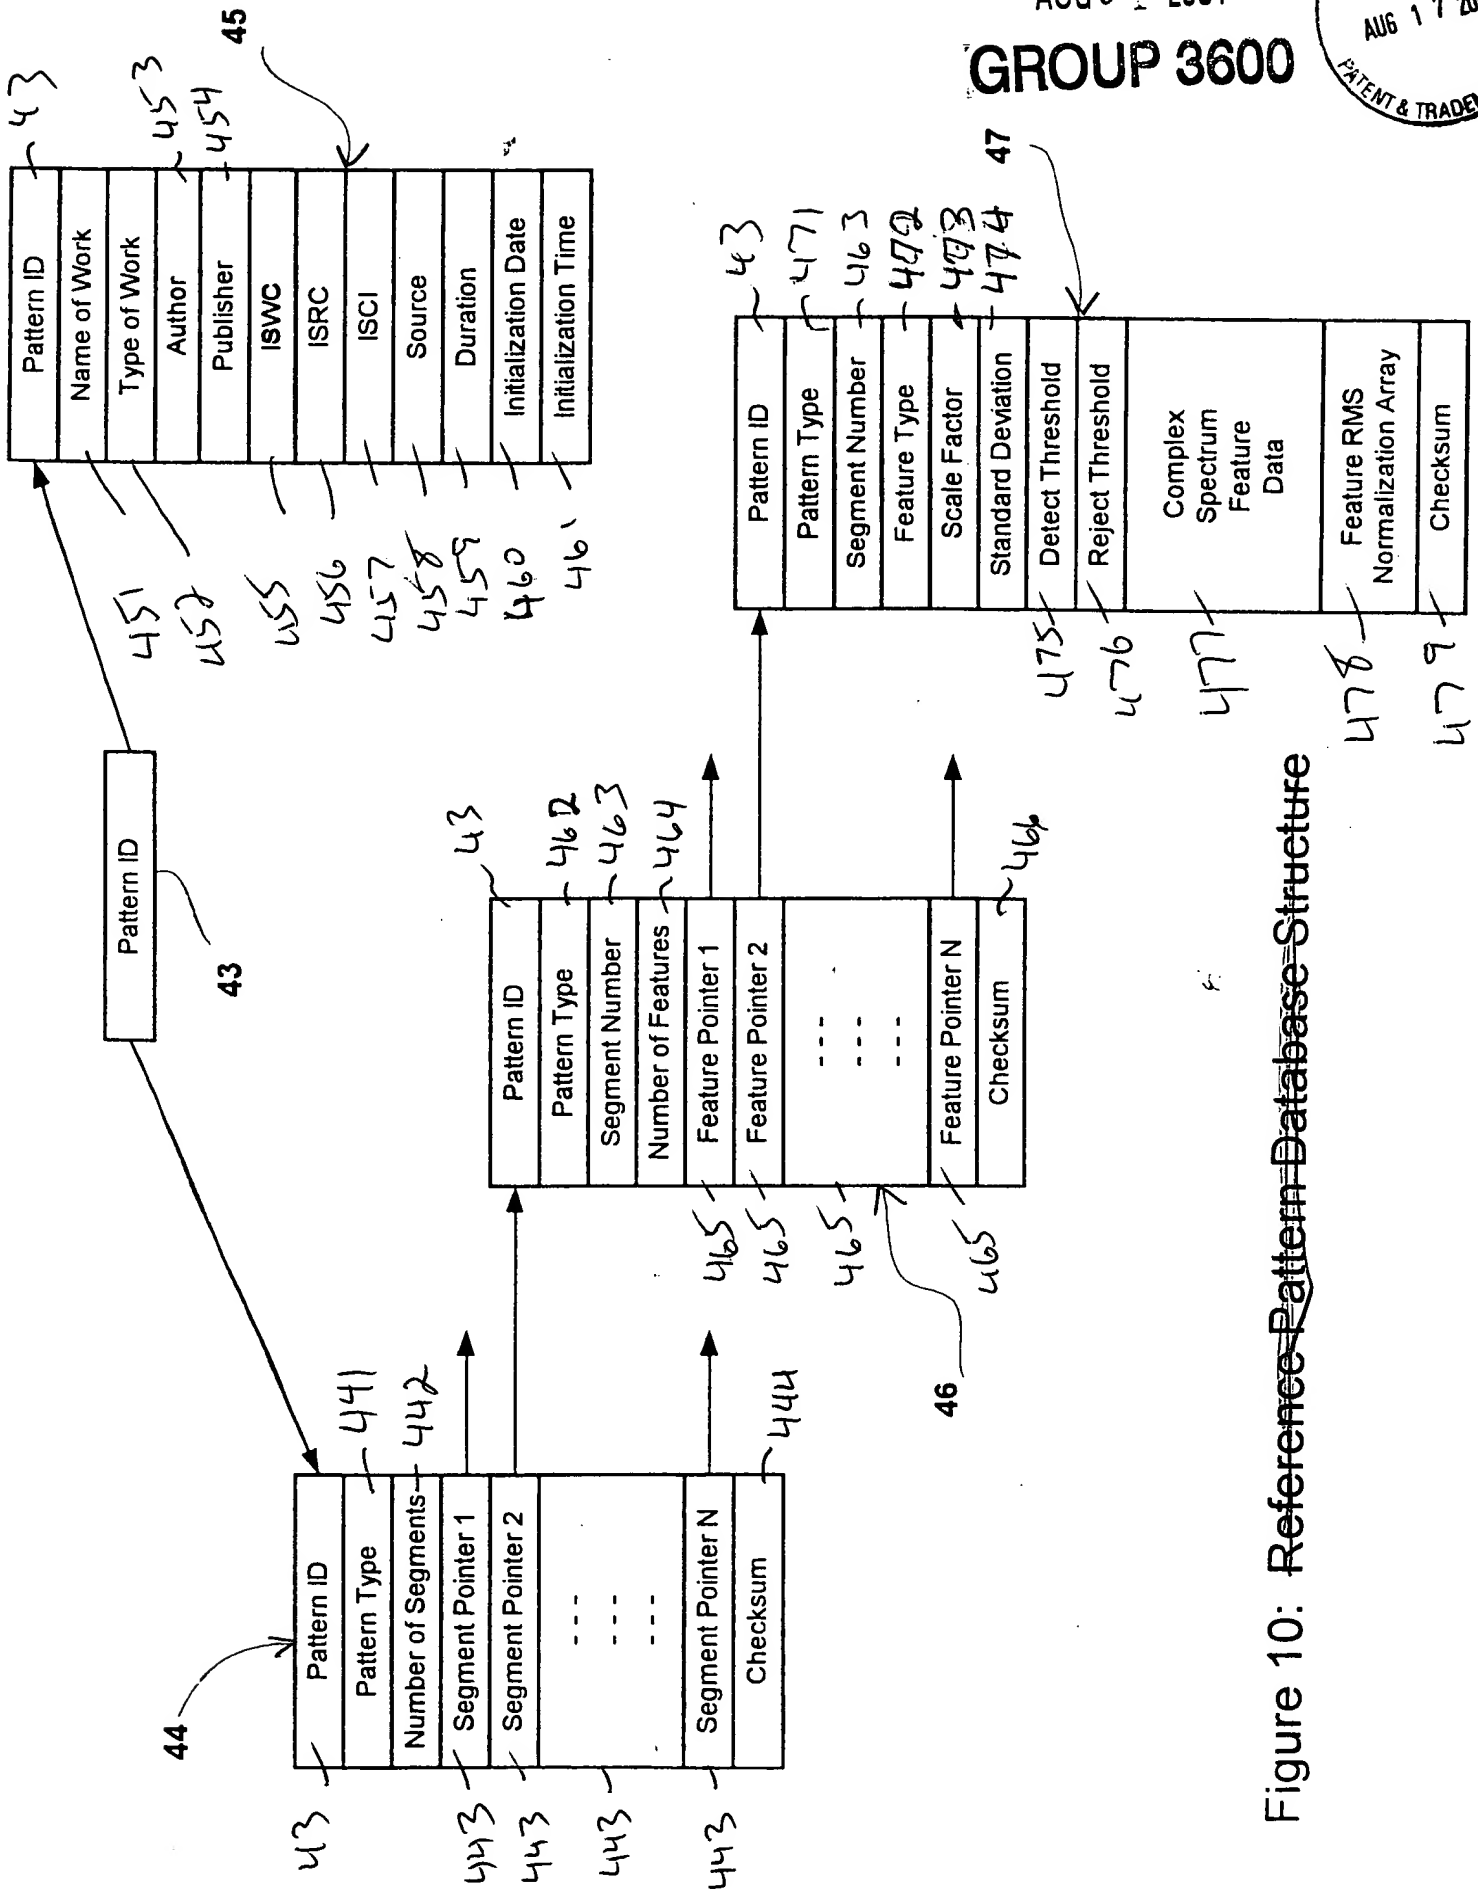 AUG 17 20
PATENT & TRADEM
GROUP 3600
Pattern ID
43
45
Pattern ID 43
451 Name of Work
452 Type of Work
Author 453
Publisher 454
455 ISWC
456 ISRC
457 ISCI
458 Source
459 Duration
460 Initialization Date
461 Initialization Time
44
43 Pattern ID
Pattern Type 441
Number of Segments 442
443 Segment Pointer 1
443 Segment Pointer 2
443 ---
---
---
443 Segment Pointer N
Checksum 444
Pattern ID 43
Pattern Type 462
Segment Number 463
Number of Features 464
465 Feature Pointer 1
465 Feature Pointer 2
465 ---
---
---
465 Feature Pointer N
Checksum 466
46
47
Pattern ID 43
Pattern Type 471
Segment Number 463
Feature Type 472
Scale Factor 473
Standard Deviation 474
475 Detect Threshold
476 Reject Threshold
477 Complex
Spectrum
Feature
Data
478 Feature RMS
Normalization Array
479 Checksum
Figure 10: Reference Pattern Database Structure